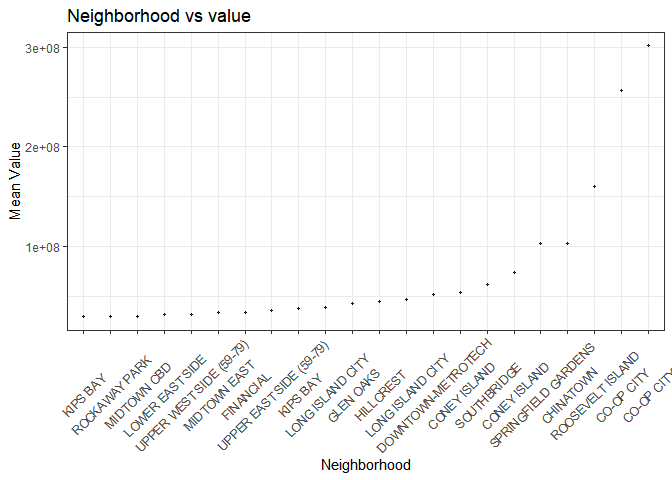 Neighborhood vs value
Mean Value
3e+08
2e+08
1e+08
KIPS BAY
ROCKAWAY PARK
MIDTOWN CBD
LOWER EAST SIDE
UPPER WEST SIDE (59-79)
MIDTOWN EAST
FINANCIAL
UPPER EAST SIDE (59-79)
KIPS BAY
LONG ISLAND CITY
GLEN OAKS
HILLCREST
LONG ISLAND CITY
DOWNTOWN-METROTECH
CONEY ISLAND
SOUTHBRIDGE
CONEY ISLAND
SPRINGFIELD GARDENS
CHINATOWN
ROOSEVELT ISLAND
CO-OP CITY
CO-OP CITY
Neighborhood